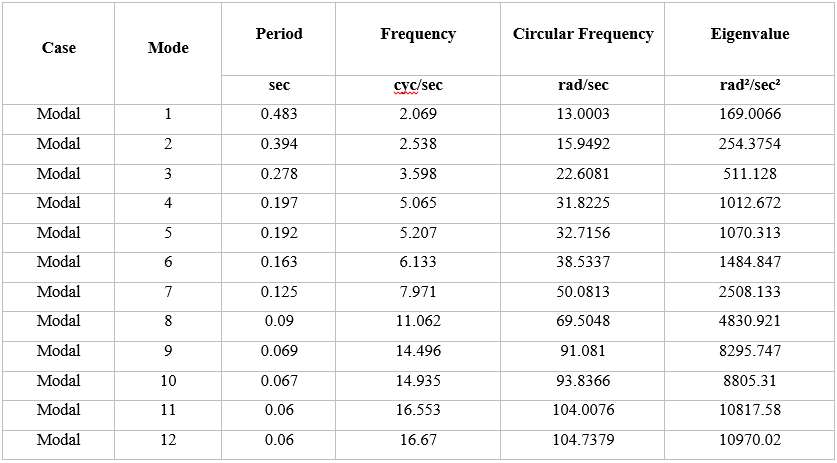 Case Mode Period Frequency Circular Frequency Eigenvalue
sec cyc/sec rad/sec rad²/sec²
Modal 1 0.483 2.069 13.0003 169.0066
Modal 2 0.394 2.538 15.9492 254.3754
Modal 3 0.278 3.598 22.6081 511.128
Modal 4 0.197 5.065 31.8225 1012.672
Modal 5 0.192 5.207 32.7156 1070.313
Modal 6 0.163 6.133 38.5337 1484.847
Modal 7 0.125 7.971 50.0813 2508.133
Modal 8 0.09 11.062 69.5048 4830.921
Modal 9 0.069 14.496 91.081 8295.747
Modal 10 0.067 14.935 93.8366 8805.31
Modal 11 0.06 16.553 104.0076 10817.58
Modal 12 0.06 16.67 104.7379 10970.02